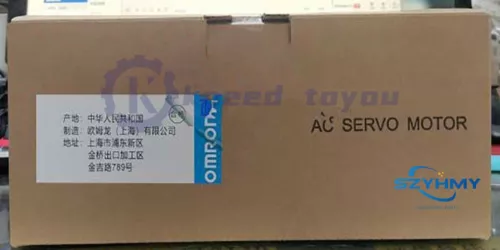 Kkoeed toyou
产地：中华人民共和国
制造：欧姆龙（上海）有限公司
地址：上海市浦东新区
金桥出口加工区
金吉路789号
OMRON
AC SERVO MOTOR
SZYHMY